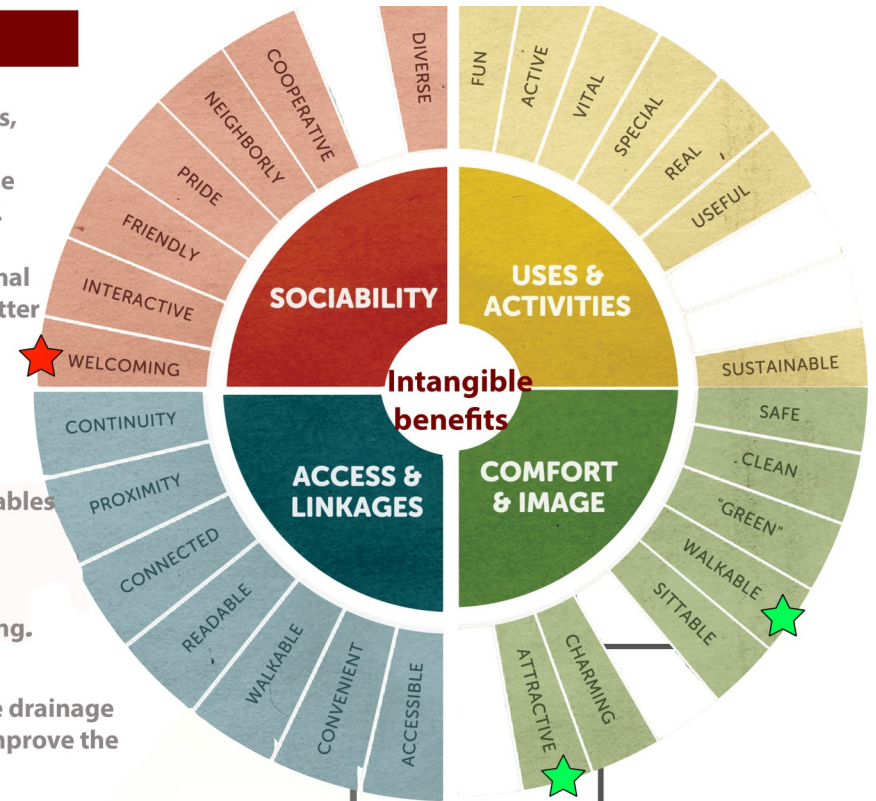 s,
e
.
nal
tter
ables
ng.
e drainage
mprove the
DIVERSE
COOPERATIVE
NEIGHBORLY
PRIDE
FRIENDLY
INTERACTIVE
WELCOMING
FUN
ACTIVE
VITAL
SPECIAL
REAL
USEFUL
SUSTAINABLE
SOCIABILITY
USES &
ACTIVITIES
Intangible
benefits
ACCESS &
LINKAGES
COMFORT
& IMAGE
CONTINUITY
PROXIMITY
CONNECTED
READABLE
WALKABLE
CONVENIENT
ACCESSIBLE
SAFE
CLEAN
"GREEN"
WALKABLE
SITTABLE
CHARMING
ATTRACTIVE